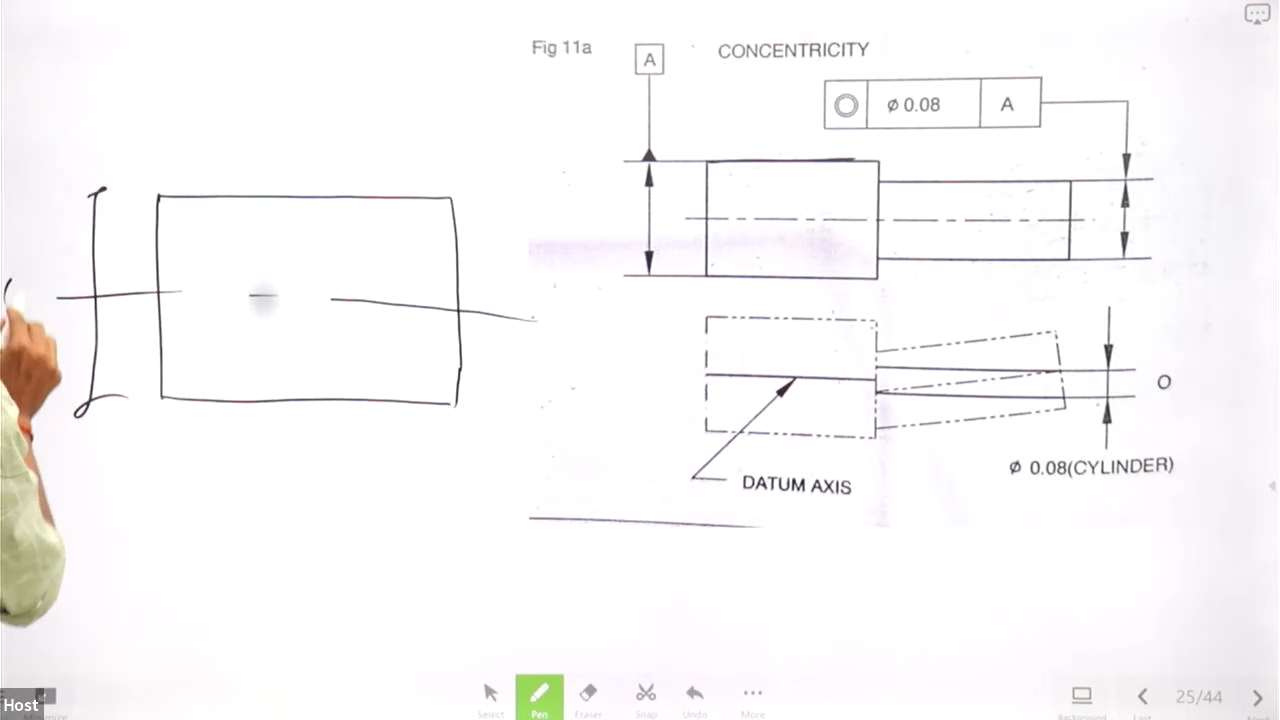 Fig 11a
A
CONCENTRICITY
⌀ 0.08
A
DATUM AXIS
⌀ 0.08(CYLINDER)
Host
Select
Pen
Eraser
Snap
Undo
More
Background
25/44